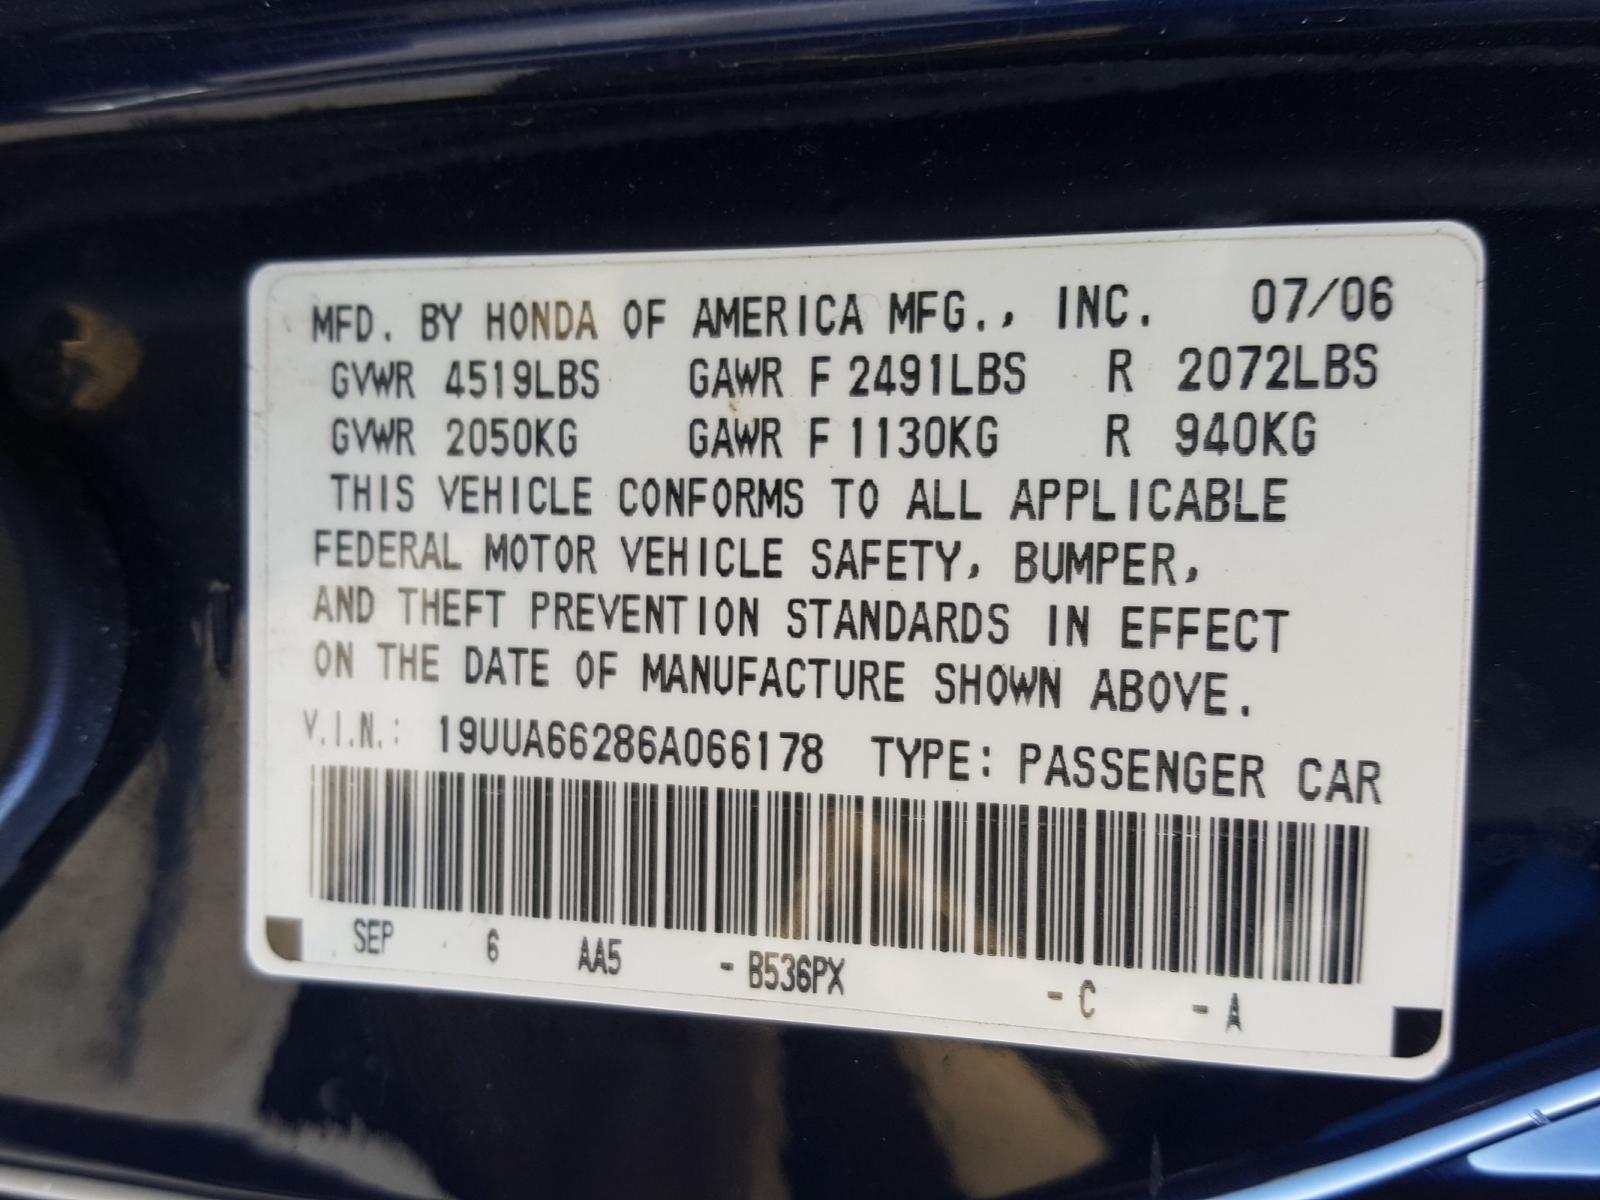 MFD. BY HONDA OF AMERICA MFG., INC. 07/06
GVWR 4519LBS GAWR F 2491LBS R 2072LBS
GVWR 2050KG GAWR F 1130KG R 940KG
THIS VEHICLE CONFORMS TO ALL APPLICABLE
FEDERAL MOTOR VEHICLE SAFETY, BUMPER,
AND THEFT PREVENTION STANDARDS IN EFFECT
ON THE DATE OF MANUFACTURE SHOWN ABOVE.
V.I.N.: 19UUA66286A066178 TYPE: PASSENGER CAR
SEP 6 AA5 - B536PX - C - A